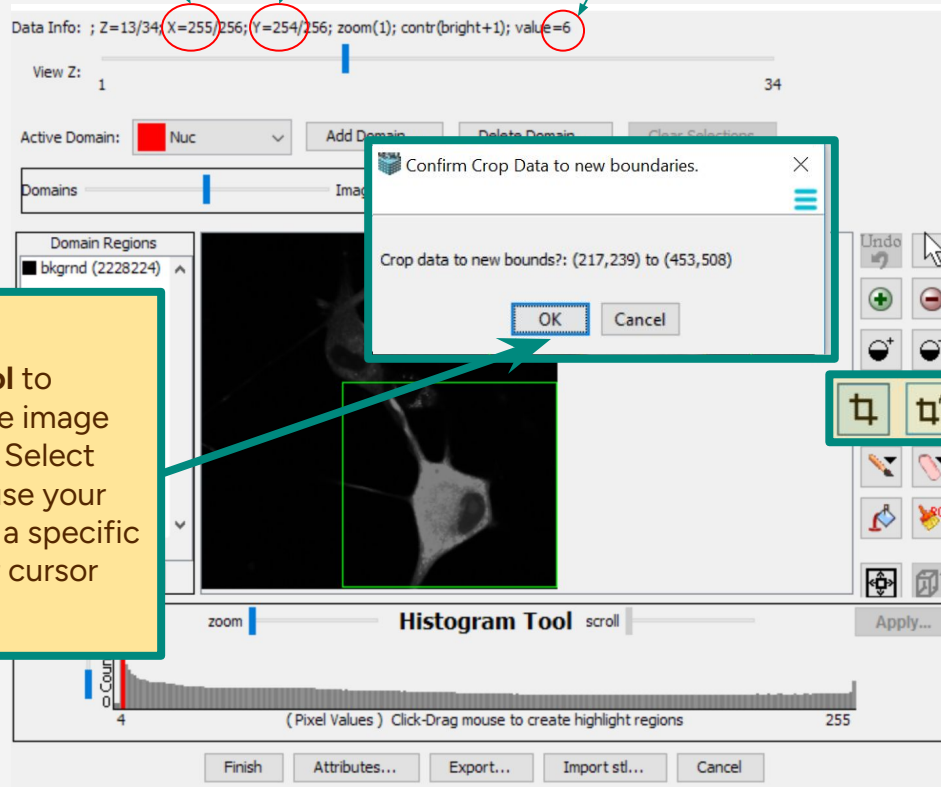 Data Info: ; Z=13/34; X=255/256; Y=254/256; zoom(1); contr(bright+1); value=6
View Z:
1
34
Active Domain:
Nuc
Add Domain
Delete Domain
Clear Selections
Confirm Crop Data to new boundaries.
Domains
Domain Regions
bkgrnd (2228224)
Undo
Crop data to new bounds?: (217,239) to (453,508)
OK
Cancel
to
image
Select
your
a specific
cursor
zoom
Histogram Tool
scroll
Apply...
0
4
( Pixel Values ) Click-Drag mouse to create highlight regions
255
Finish
Attributes...
Export...
Import stl...
Cancel